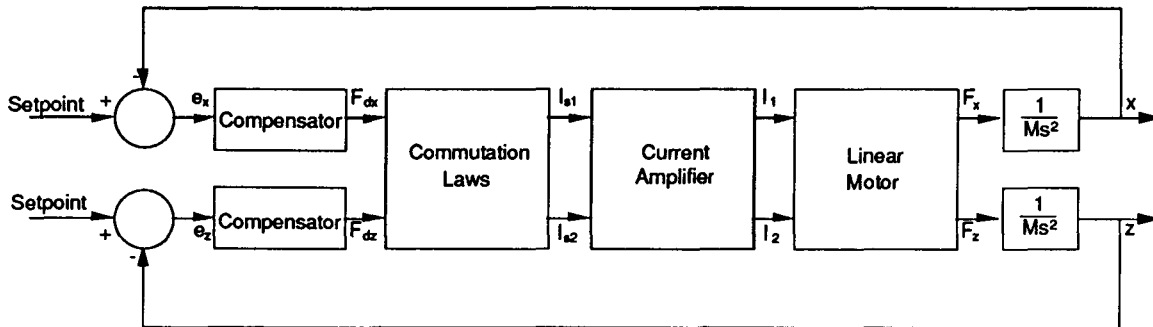 -
Setpoint + e_x Compensator F_dx I_s1 I_1 F_x 1 x
Ms²
Commutation Laws
Current Amplifier
Linear Motor
Setpoint + e_z Compensator F_dz I_s2 I_2 F_z 1 z
Ms²
-